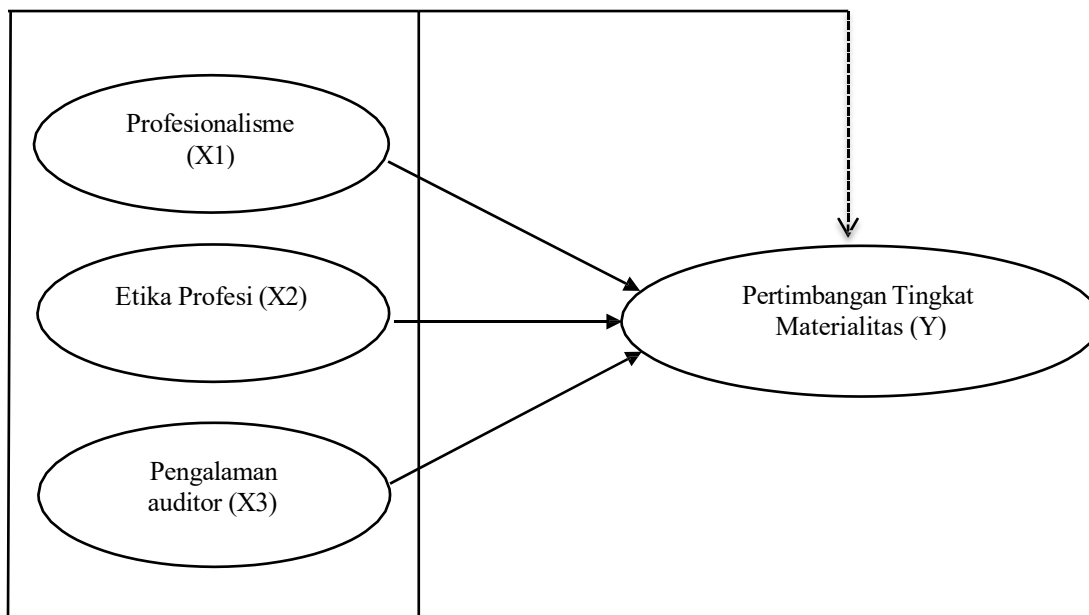 Profesionalisme
(X1)
Etika Profesi (X2)
Pengalaman
auditor (X3)
Pertimbangan Tingkat
Materialitas (Y)